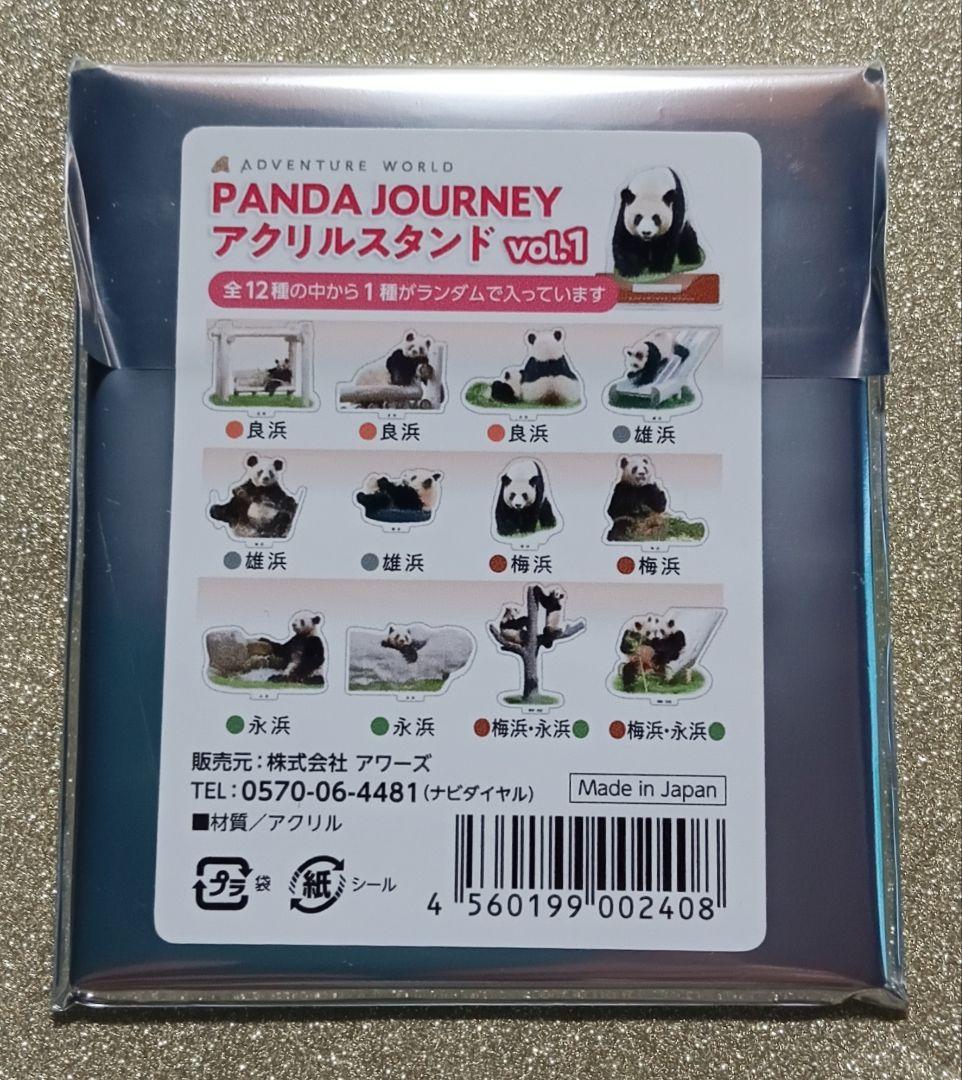 ADVENTURE WORLD
PANDA JOURNEY
アクリルスタンド vol.1
全12種の中から1種がランダムで入っています
良浜 良浜 良浜 雄浜
雄浜 雄浜 梅浜 梅浜
永浜 永浜 梅浜・永浜 梅浜・永浜
販売元：株式会社 アワーズ
TEL：0570-06-4481（ナビダイヤル）
Made in Japan
■材質／アクリル
プラ 袋 紙 シール
4 560199 002408